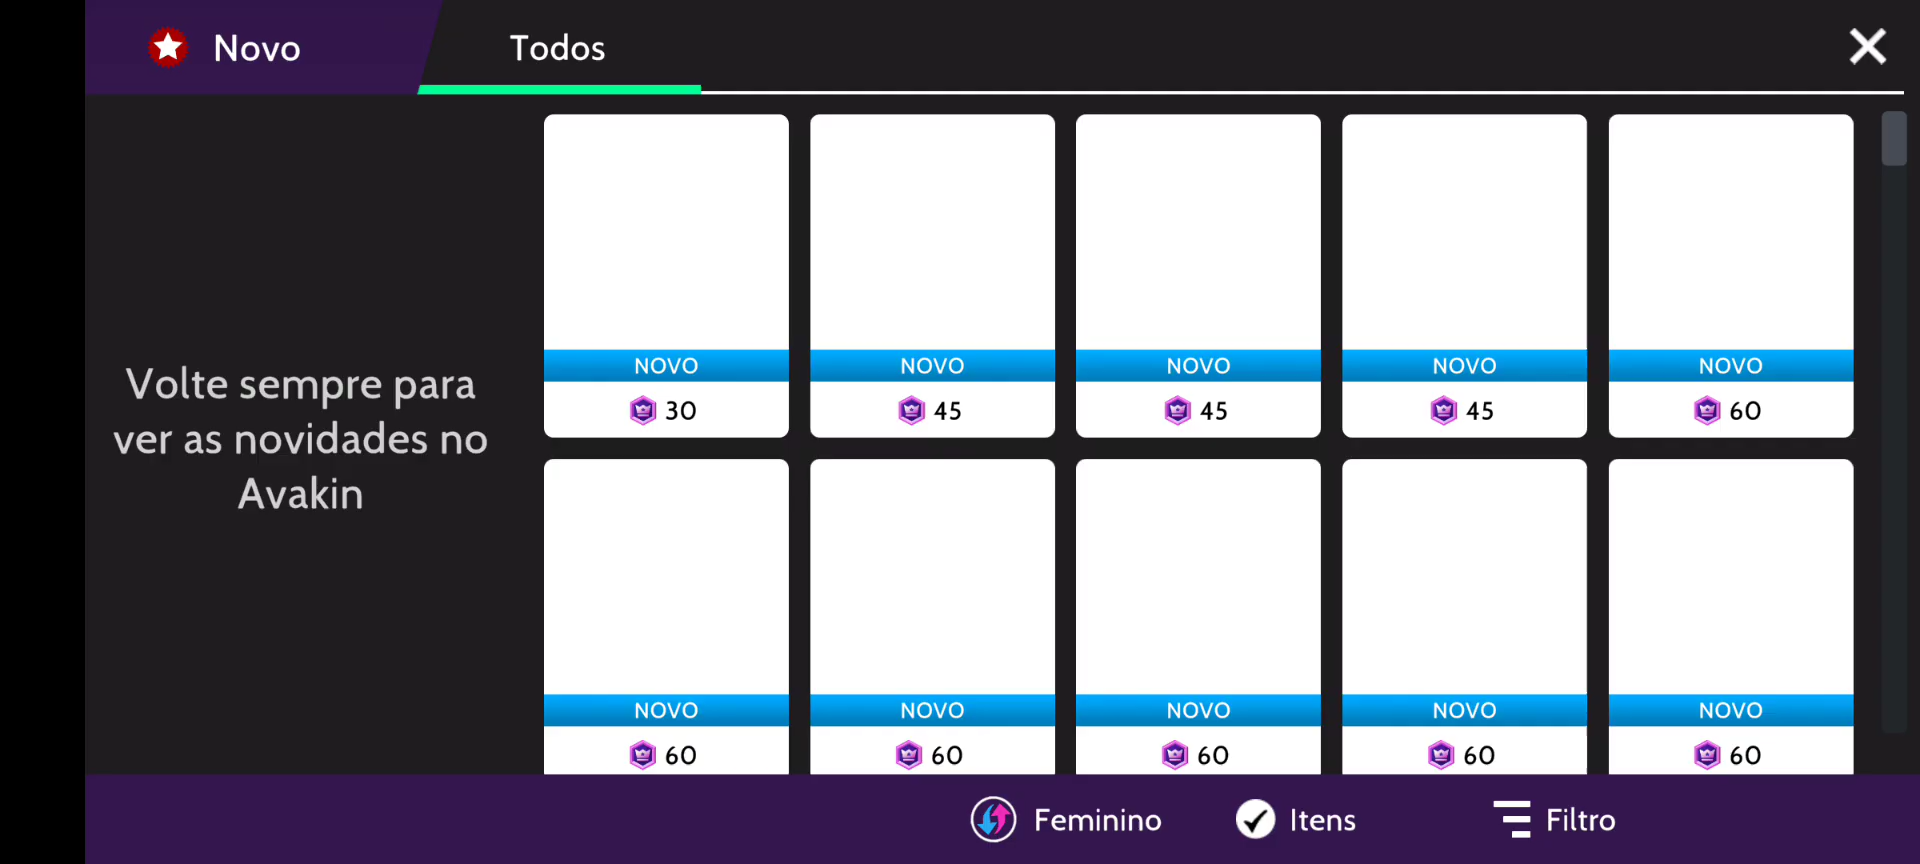 Novo
Todos
Volte sempre para
ver as novidades no
Avakin
NOVO NOVO NOVO NOVO NOVO
30 45 45 45 60
NOVO NOVO NOVO NOVO NOVO
60 60 60 60 60
Feminino Itens Filtro